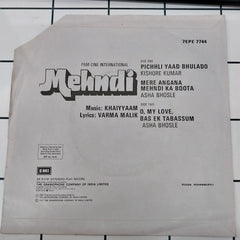 FILM CINE INTERNATIONAL
Mehndi
Music: KHAIYYAAM
Lyrics: VARMA MALIK
7EPE 7744
SIDE ONE
PICHHLI YAAD BHULADO
KISHORE KUMAR
MERE ANGANA
MEHNDI KA BOOTA
ASHA BHOSLE
SIDE TWO
O, MY LOVE,
BAS EK TABASSUM
ASHA BHOSLE
EMI
THE GRAMOPHONE COMPANY OF INDIA LIMITED